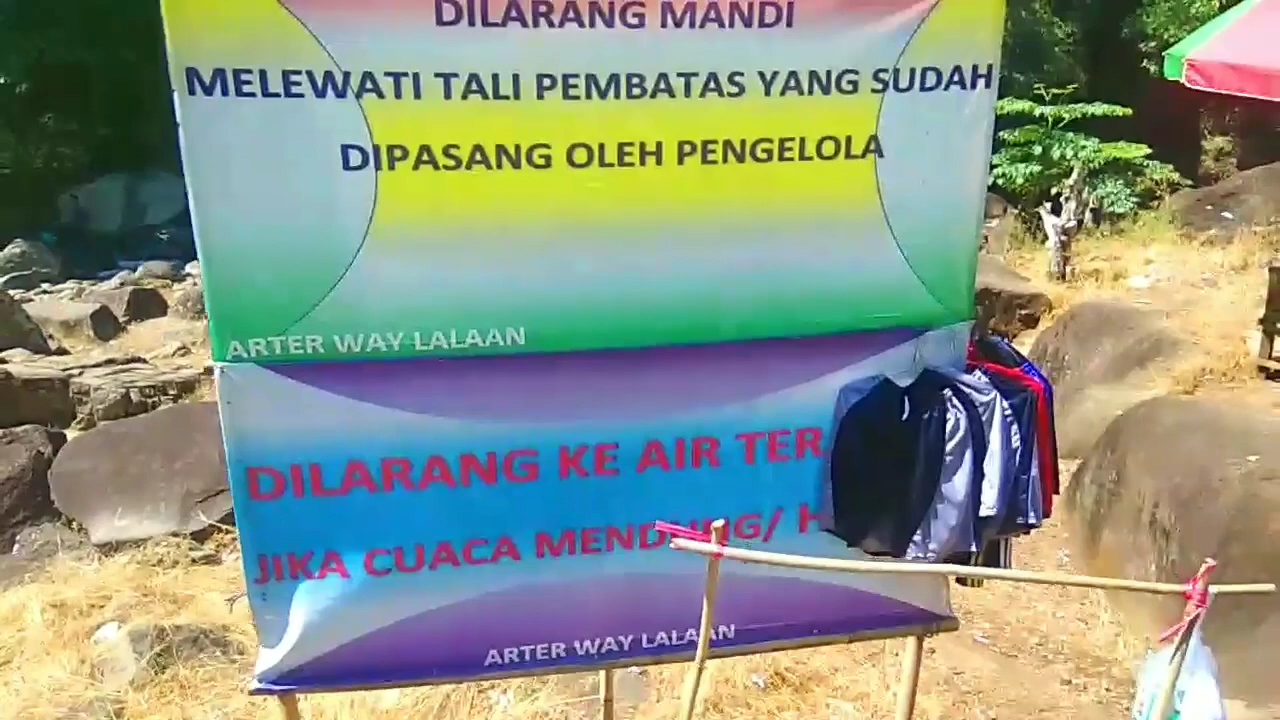 DILARANG MANDI
MELEWATI TALI PEMBATAS YANG SUDAH
DIPASANG OLEH PENGELOLA
ARTER WAY LALAAN
DILARANG KE AIR TER
JIKA CUACA MENDUNG/ H
ARTER WAY LALAAN